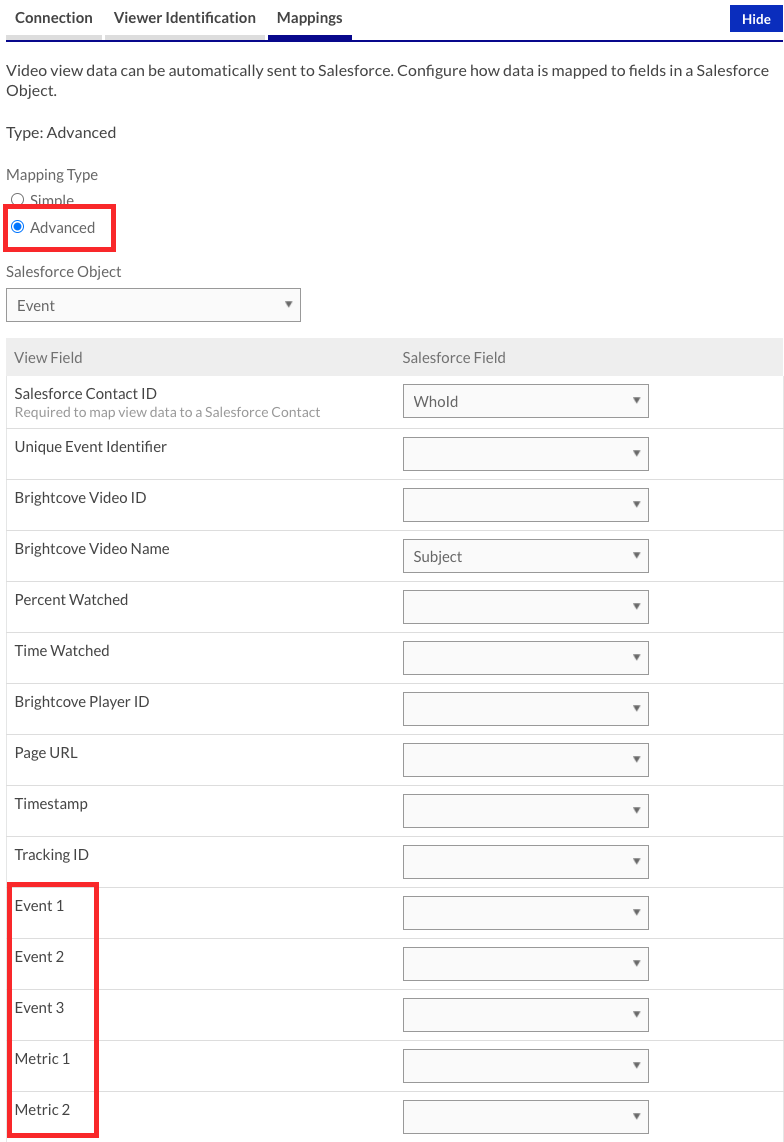 Connection Viewer Identification Mappings Hide
Video view data can be automatically sent to Salesforce. Configure how data is mapped to fields in a Salesforce
Object.
Type: Advanced
Mapping Type
Simple
Advanced
Salesforce Object
Event
View Field Salesforce Field
Salesforce Contact ID
Required to map view data to a Salesforce Contact
WhoId
Unique Event Identifier
Brightcove Video ID
Brightcove Video Name
Subject
Percent Watched
Time Watched
Brightcove Player ID
Page URL
Timestamp
Tracking ID
Event 1
Event 2
Event 3
Metric 1
Metric 2